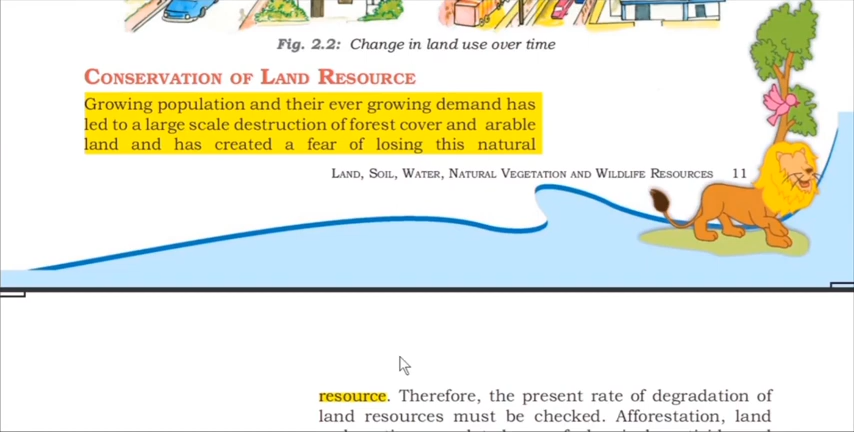 Fig. 2.2: Change in land use over time
CONSERVATION OF LAND RESOURCE
Growing population and their ever growing demand has
led to a large scale destruction of forest cover and arable
land and has created a fear of losing this natural
LAND, SOIL, WATER, NATURAL VEGETATION AND WILDLIFE RESOURCES 11
resource. Therefore, the present rate of degradation of
land resources must be checked. Afforestation, land